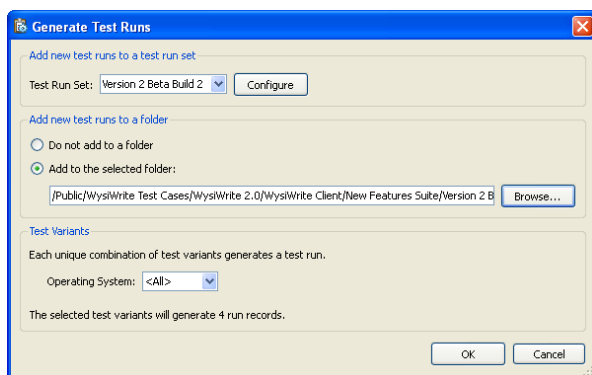 Generate Test Runs
Add new test runs to a test run set
Test Run Set: Version 2 Beta Build 2 Configure
Add new test runs to a folder
Do not add to a folder
Add to the selected folder:
/Public/WysiWrite Test Cases/WysiWrite 2.0/WysiWrite Client/New Features Suite/Version 2 B Browse...
Test Variants
Each unique combination of test variants generates a test run.
Operating System: <All>
The selected test variants will generate 4 run records.
OK Cancel